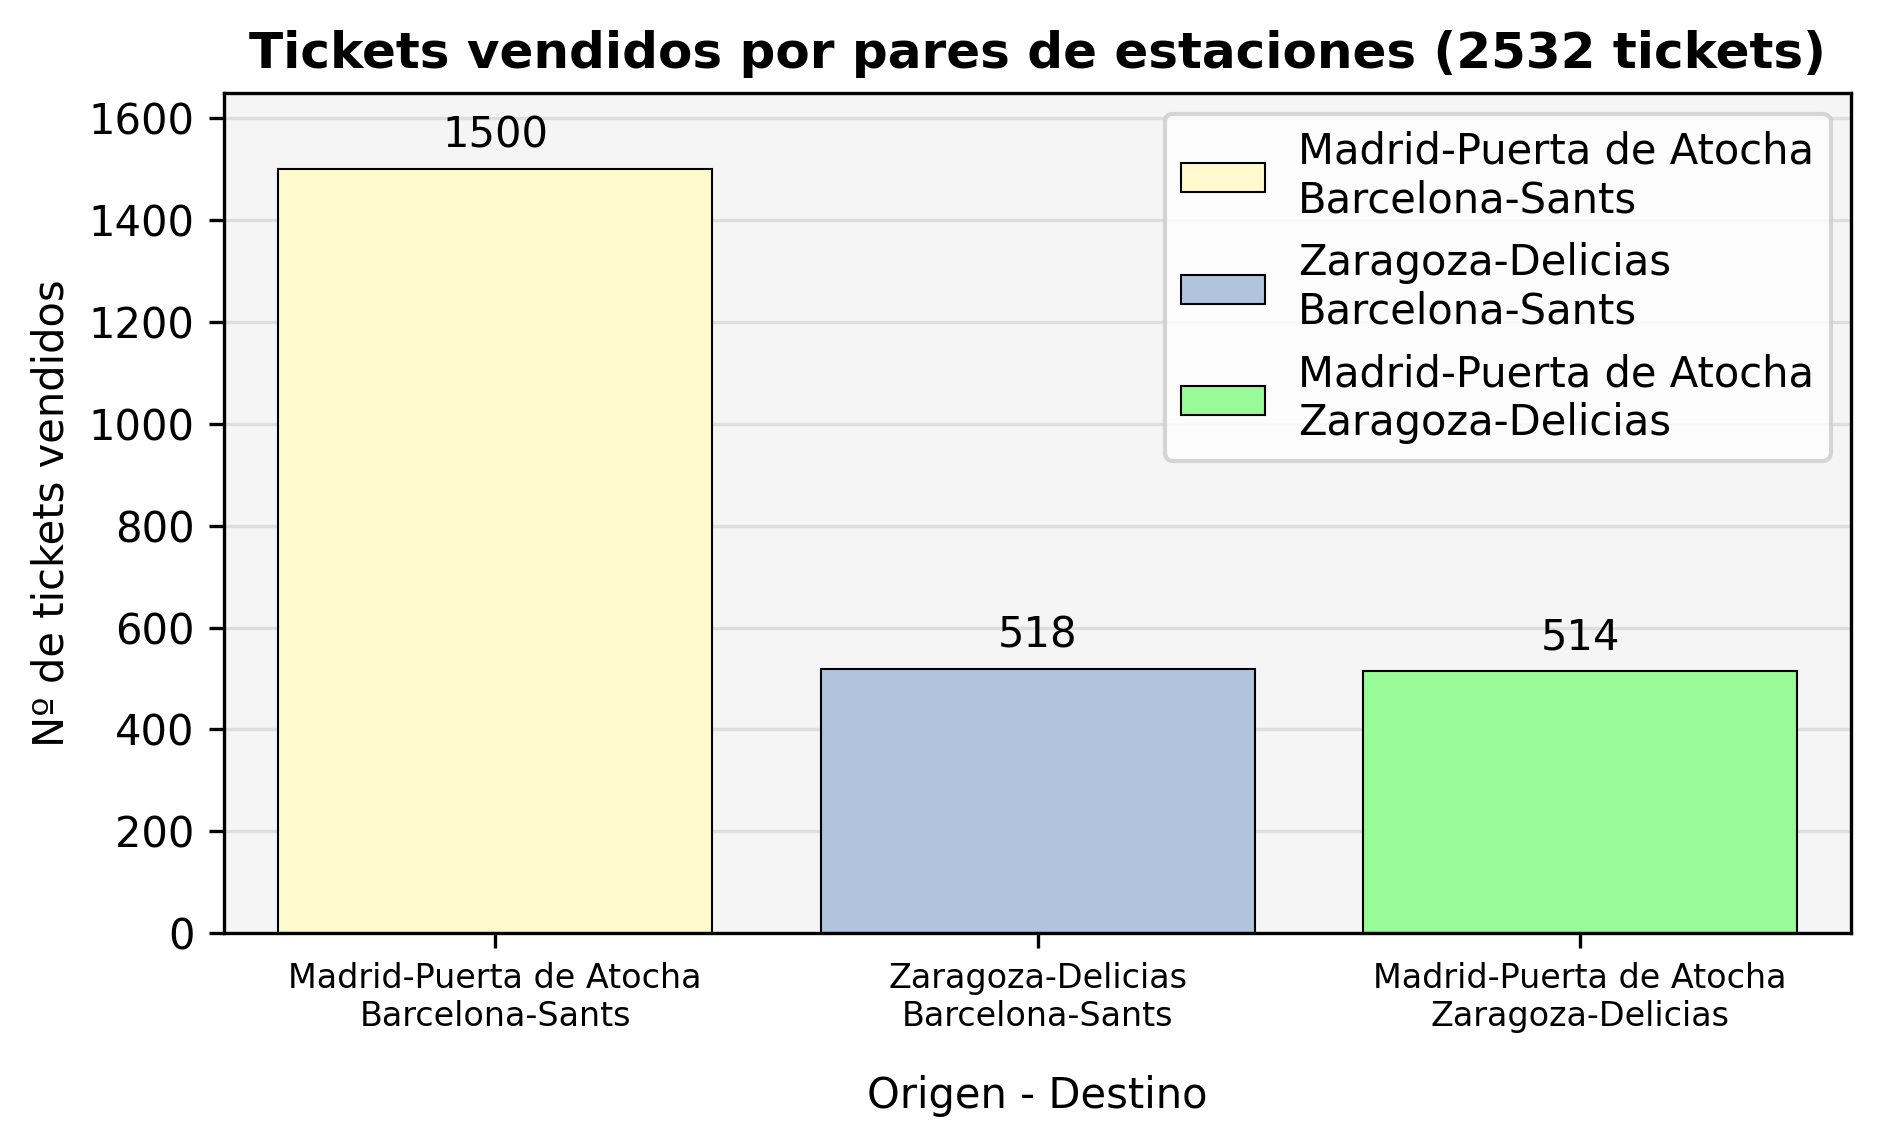 Tickets vendidos por pares de estaciones (2532 tickets)
Nº de tickets vendidos
1600
1400
1200
1000
800
600
400
200
0
1500
518
514
Madrid-Puerta de Atocha
Barcelona-Sants
Zaragoza-Delicias
Barcelona-Sants
Madrid-Puerta de Atocha
Zaragoza-Delicias
Madrid-Puerta de Atocha
Barcelona-Sants
Zaragoza-Delicias
Barcelona-Sants
Madrid-Puerta de Atocha
Zaragoza-Delicias
Origen - Destino